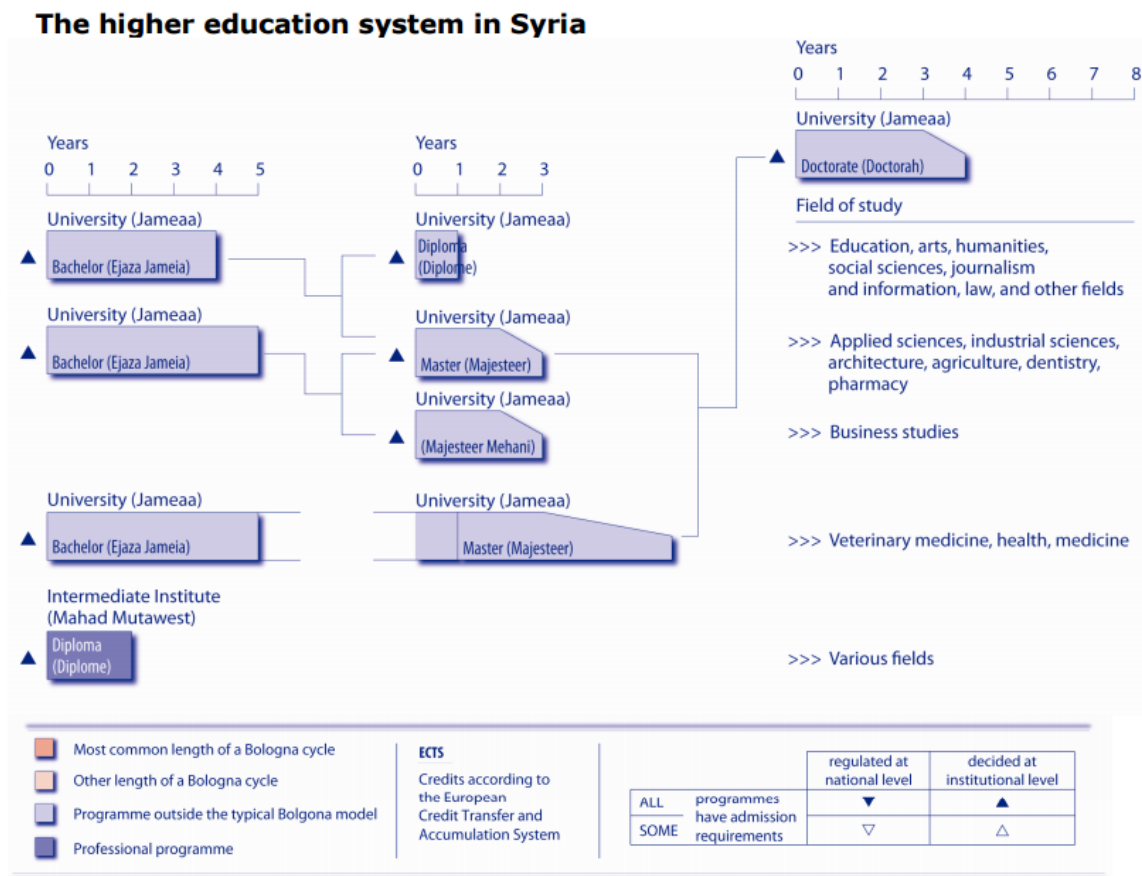 The higher education system in Syria
Years
0 1 2 3 4 5 6 7 8
University (Jameaa)
Doctorate (Doctorah)
Years
0 1 2 3 4 5
Years
0 1 2 3
University (Jameaa)
Bachelor (Ejaza Jameia)
University (Jameaa)
Diploma
(Diplome)
Field of study
>>> Education, arts, humanities,
social sciences, journalism
and information, law, and other fields
University (Jameaa)
Bachelor (Ejaza Jameia)
University (Jameaa)
Master (Majesteer)
>>> Applied sciences, industrial sciences,
architecture, agriculture, dentistry,
pharmacy
University (Jameaa)
(Majesteer Mehani)
>>> Business studies
University (Jameaa)
Bachelor (Ejaza Jameia)
University (Jameaa)
Master (Majesteer)
>>> Veterinary medicine, health, medicine
Intermediate Institute
(Mahad Mutawest)
Diploma
(Diplome)
>>> Various fields
Most common length of a Bologna cycle
Other length of a Bologna cycle
Programme outside the typical Bolgona model
Professional programme
ECTS
Credits according to
the European
Credit Transfer and
Accumulation System
regulated at
national level
decided at
institutional level
ALL
SOME
programmes
have admission
requirements